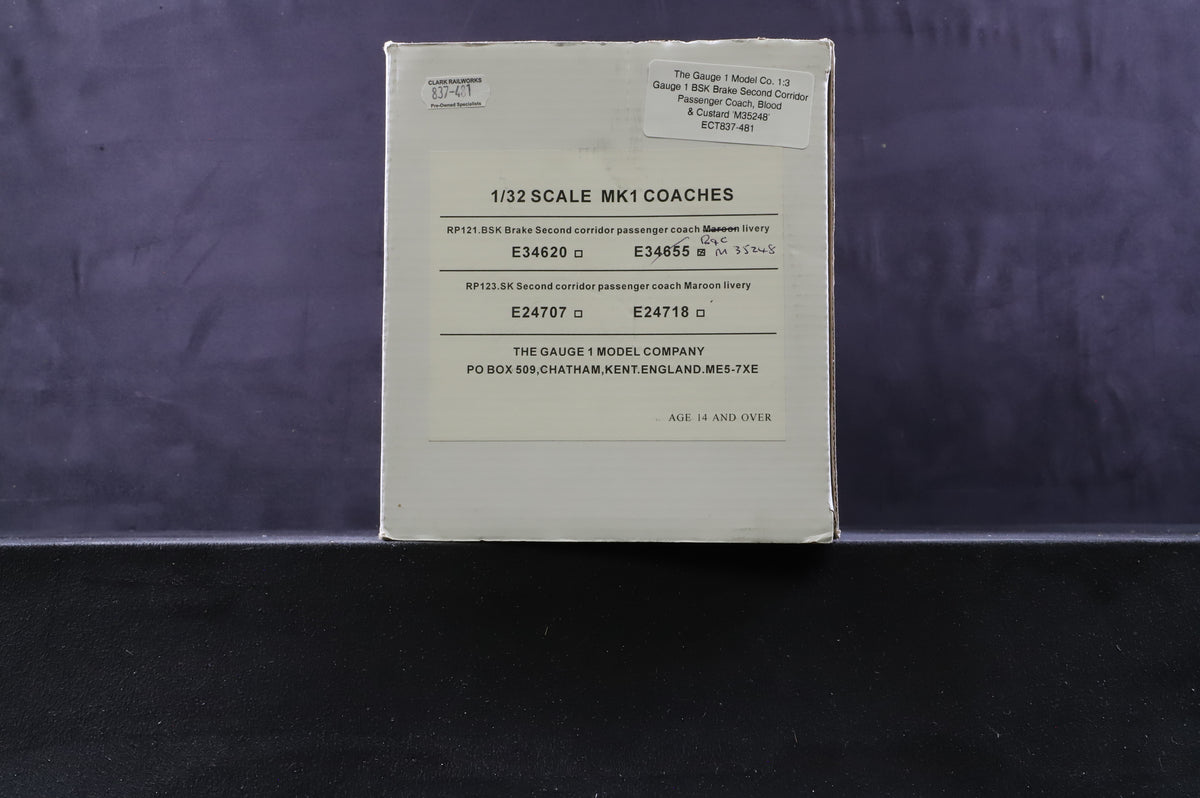 CLARK RAILWORKS
837-481
Pre-Owned Specialists
The Gauge 1 Model Co. 1:3
Gauge 1 BSK Brake Second Corridor
Passenger Coach, Blood
& Custard 'M35248'
ECT837-481
1/32 SCALE MK1 COACHES
RP121.BSK Brake Second corridor passenger coach Maroon livery
R&C
E34620 □ E34655 ☒ M 35248
RP123.SK Second corridor passenger coach Maroon livery
E24707 □ E24718 □
THE GAUGE 1 MODEL COMPANY
PO BOX 509,CHATHAM,KENT.ENGLAND.ME5-7XE
AGE 14 AND OVER